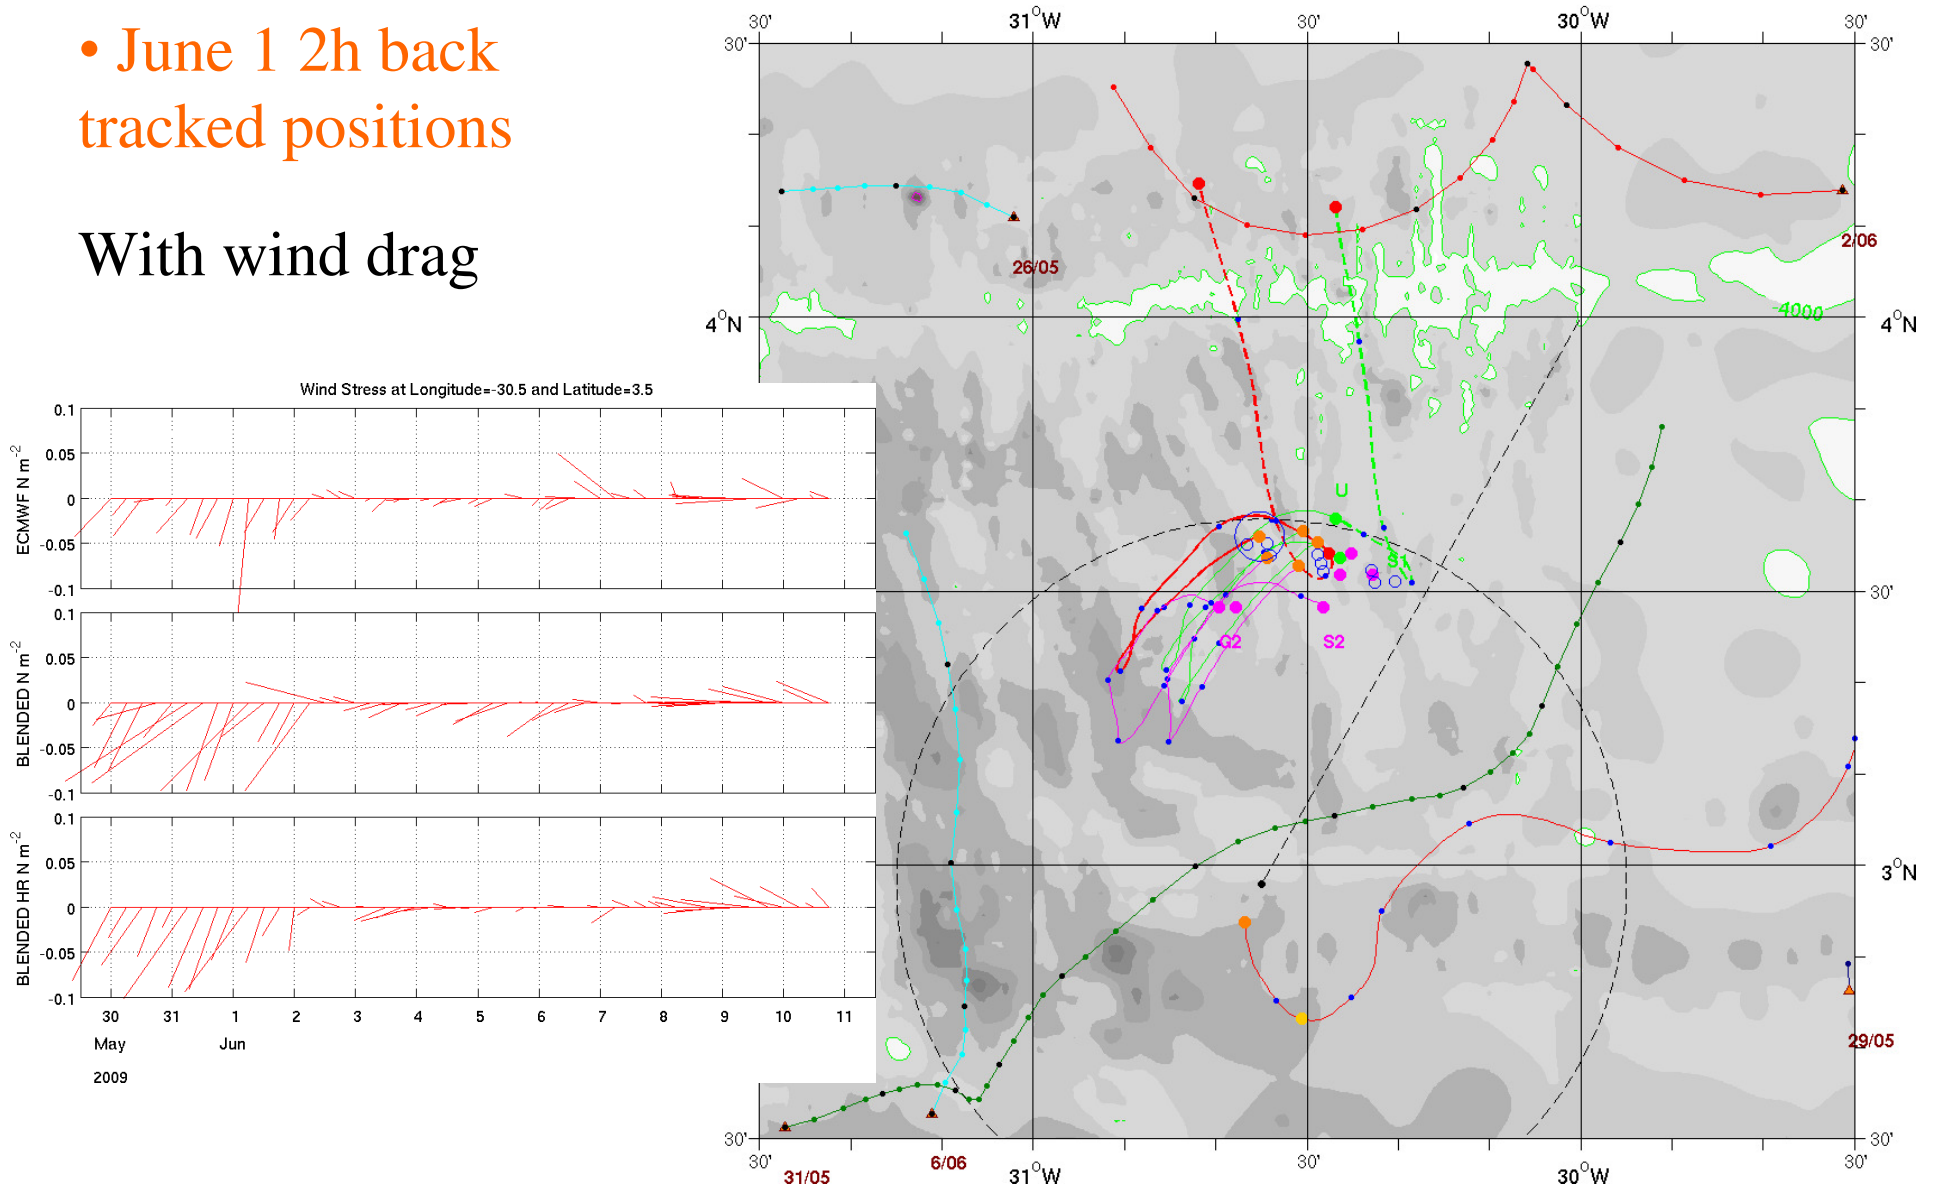 • June 1 2h back
tracked positions
With wind drag
Wind Stress at Longitude=-30.5 and Latitude=3.5
ECMWF N m-2
0.1
0.05
0
-0.05
-0.1
BLENDED N m-2
0.1
0.05
0
-0.05
-0.1
BLENDED HR N m-2
0.1
0.05
0
-0.05
-0.1
30 31 1 2 3 4 5 6 7 8 9 10 11
May Jun
2009
30' 31°W 30' 30°W 30'
30' 30'
2/06
26/05
-4000
4°N 4°N
U
S1
30'
G2 S2
3°N
29/05
30' 30'
30' 31°W 30' 30°W 30'
31/05 6/06